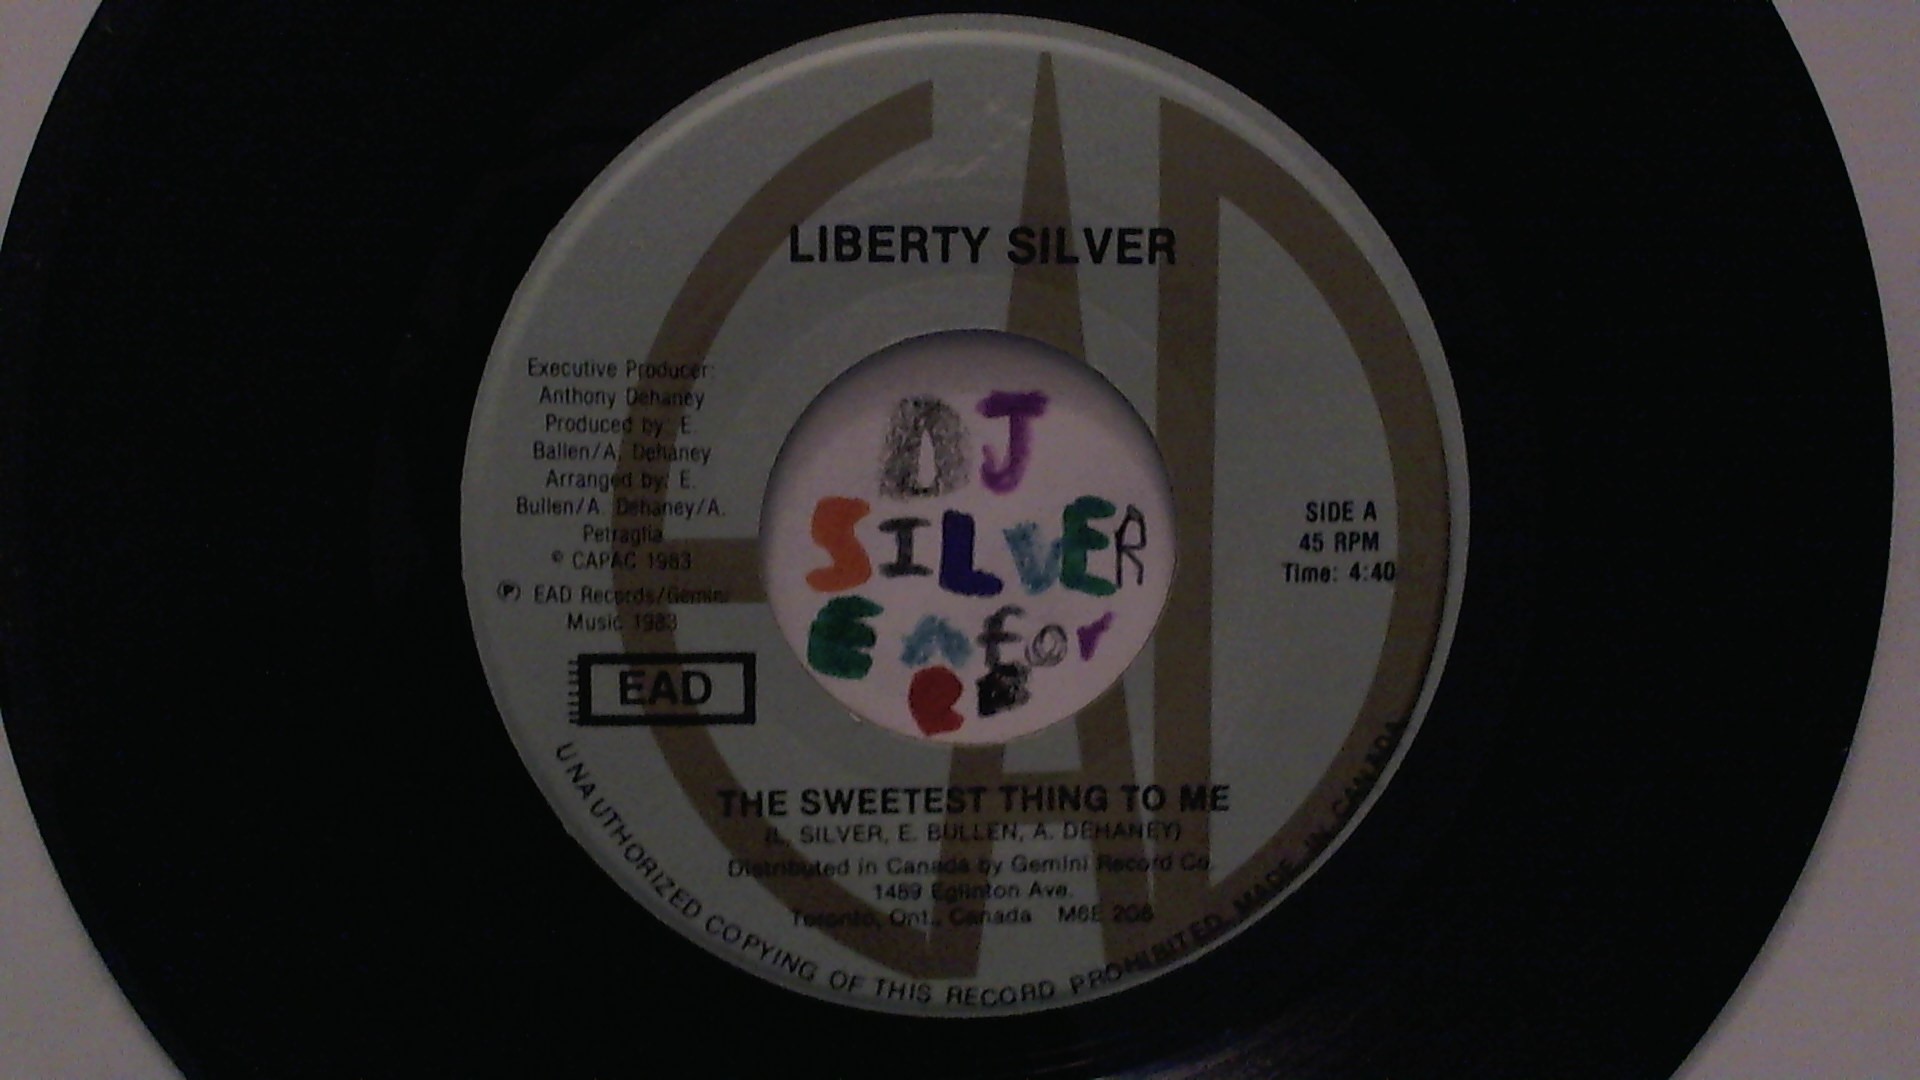 LIBERTY SILVER
Executive Producer:
Anthony Dehaney
Produced by: E.
Ballen/A. Dehaney
Arranged by: E.
Bullen/A. Dehaney/A.
Petraglia
© CAPAC 1983
℗ EAD Records/Gemini
Music 1983
EAD
DJ
SILVER
SIDE A
45 RPM
Time: 4:40
THE SWEETEST THING TO ME
(L. SILVER, E. BULLEN, A. DEHANEY)
Distributed in Canada by Gemini Record Co.
1489 Eglinton Ave.
Toronto, Ont., Canada M6E 2G8
UNAUTHORIZED COPYING OF THIS RECORD PROHIBITED. MADE IN CANADA